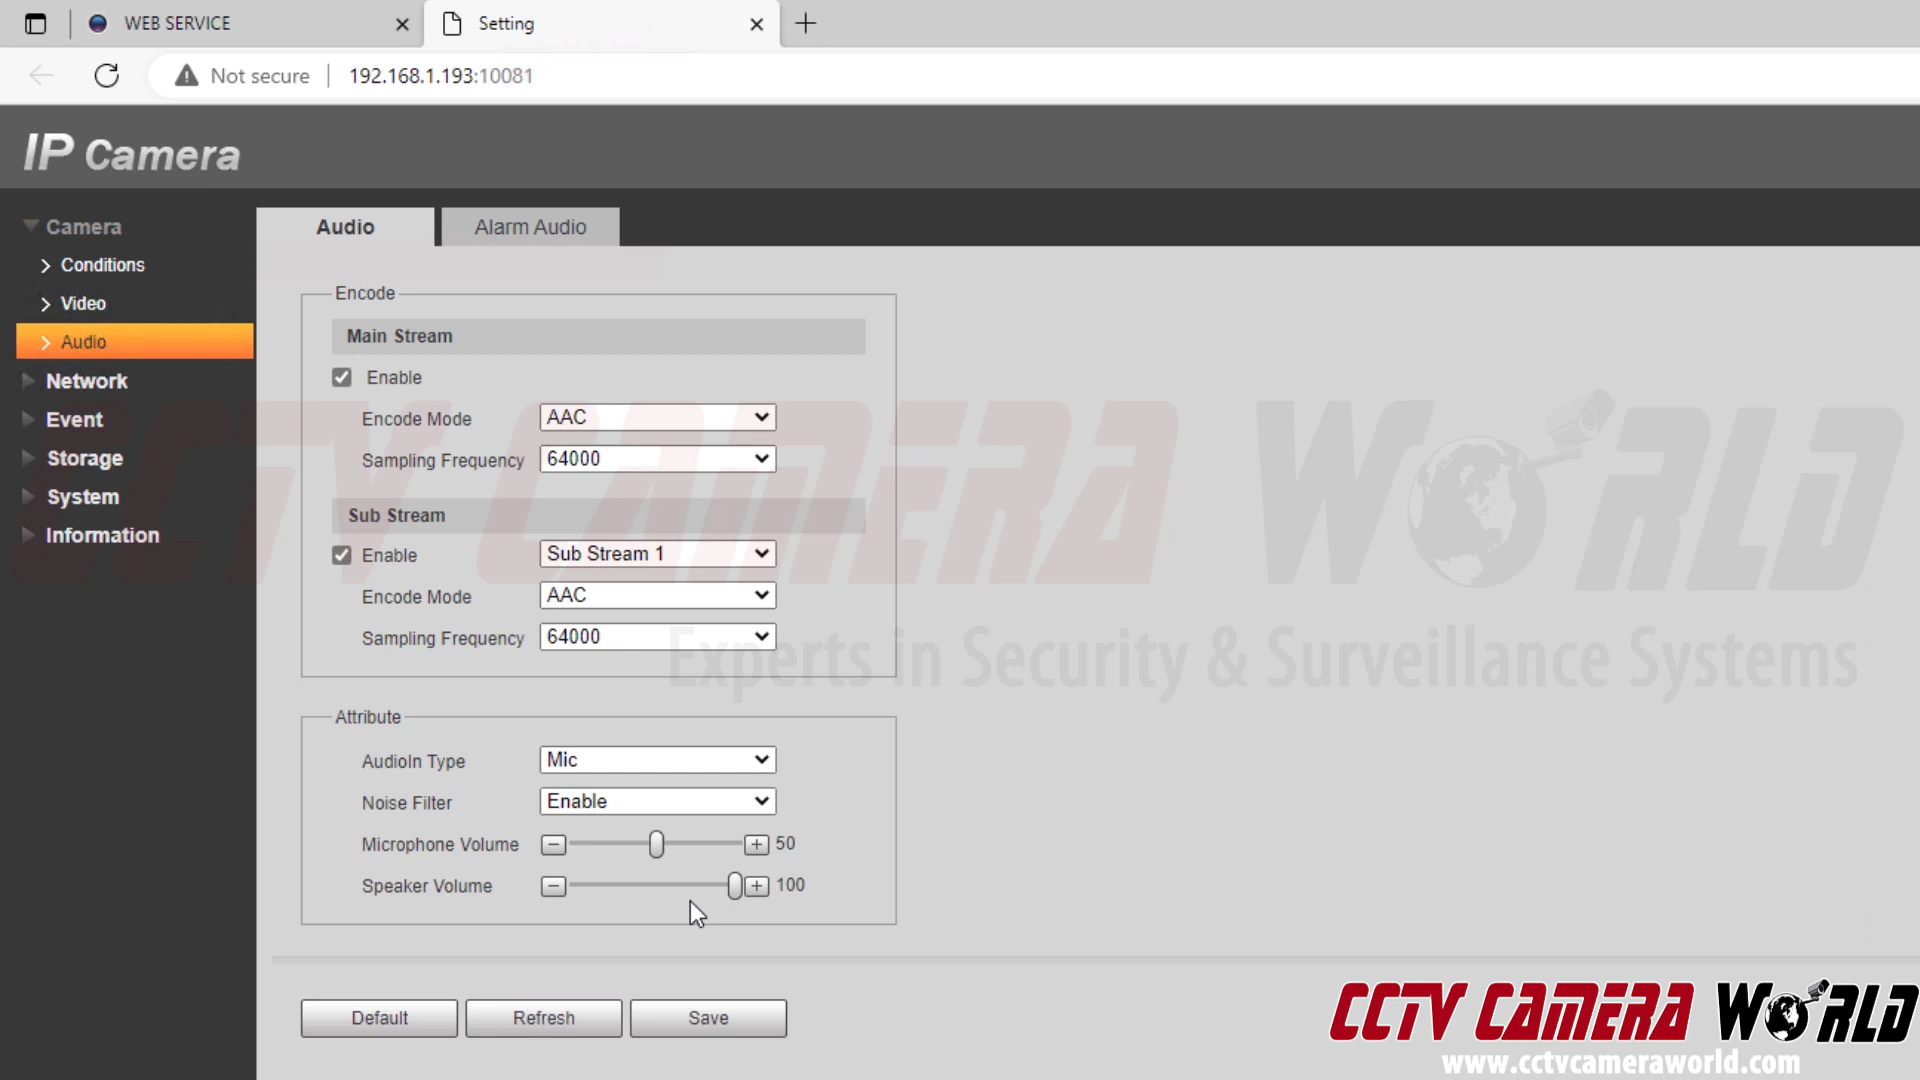 WEB SERVICE
Setting
Not secure
192.168.1.193:10081
IP Camera
Camera
Conditions
Video
Audio
Network
Event
Storage
System
Information
Audio
Alarm Audio
Encode
Main Stream
Enable
Encode Mode
AAC
Sampling Frequency
64000
Sub Stream
Enable
Sub Stream 1
Encode Mode
AAC
Sampling Frequency
64000
Attribute
AudioIn Type
Mic
Noise Filter
Enable
Microphone Volume
50
Speaker Volume
100
Default
Refresh
Save
CCTV CAMERA WORLD
Experts in Security & Surveillance Systems
CCTV CAMERA WORLD
www.cctvcameraworld.com